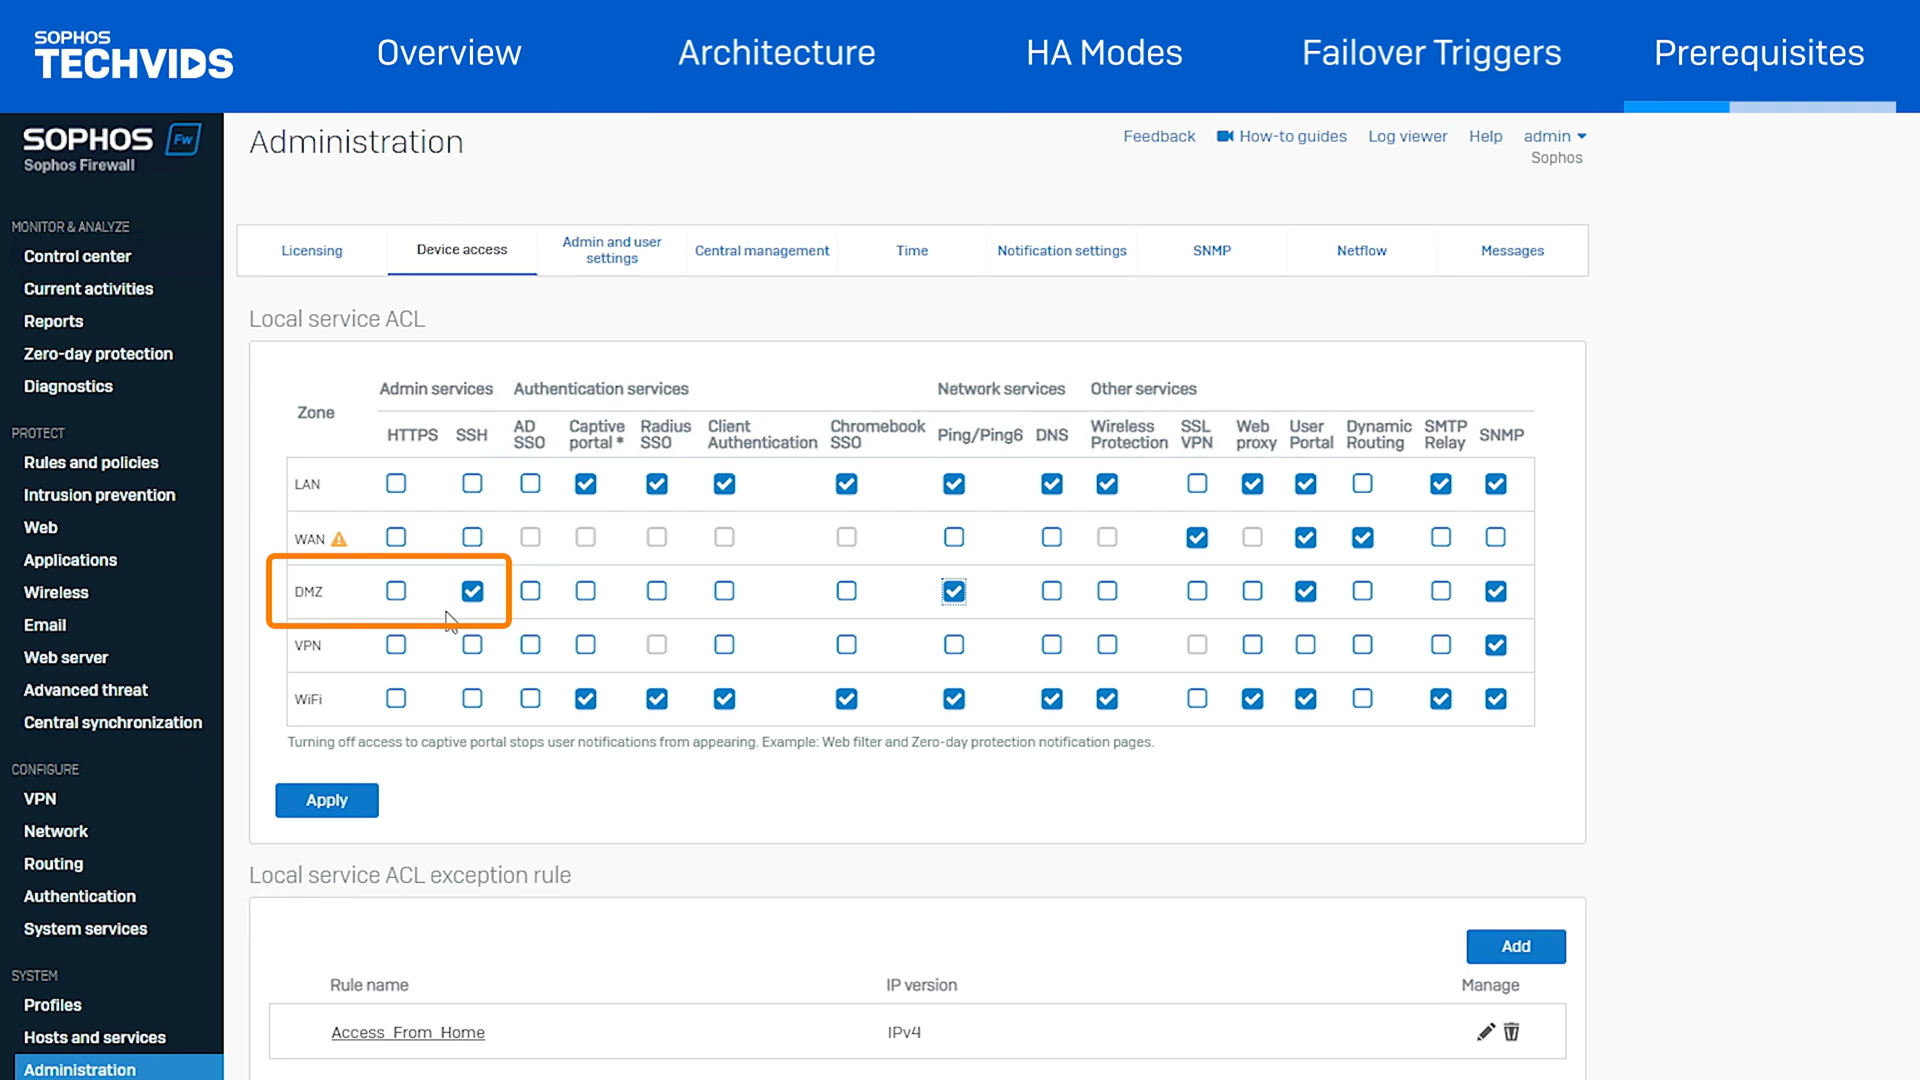 SOPHOS
TECHVIDS
Overview
Architecture
HA Modes
Failover Triggers
Prerequisites
SOPHOS Fw
Sophos Firewall
MONITOR & ANALYZE
Control center
Current activities
Reports
Zero-day protection
Diagnostics
PROTECT
Rules and policies
Intrusion prevention
Web
Applications
Wireless
Email
Web server
Advanced threat
Central synchronization
CONFIGURE
VPN
Network
Routing
Authentication
System services
SYSTEM
Profiles
Hosts and services
Administration
Administration
Feedback
How-to guides
Log viewer
Help
admin
Sophos
Licensing
Device access
Admin and user
settings
Central management
Time
Notification settings
SNMP
Netflow
Messages
Local service ACL
Zone
Admin services
Authentication services
Network services
Other services
HTTPS
SSH
AD
SSO
Captive
portal *
Radius
SSO
Client
Authentication
Chromebook
SSO
Ping/Ping6
DNS
Wireless
Protection
SSL
VPN
Web
proxy
User
Portal
Dynamic
Routing
SMTP
Relay
SNMP
LAN
WAN
DMZ
VPN
WiFi
Turning off access to captive portal stops user notifications from appearing. Example: Web filter and Zero-day protection notification pages.
Apply
Local service ACL exception rule
Add
Rule name
IP version
Manage
Access_From_Home
IPv4